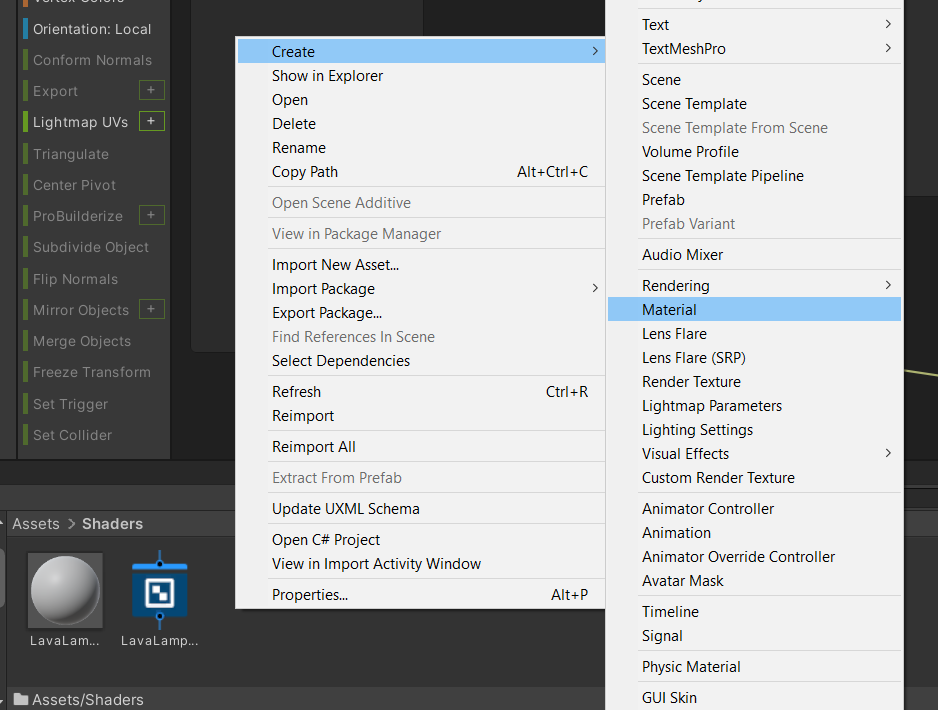 Vertex Colors
Orientation: Local
Conform Normals
Export +
Lightmap UVs +
Triangulate
Center Pivot
ProBuilderize +
Subdivide Object
Flip Normals
Mirror Objects +
Merge Objects
Freeze Transform
Set Trigger
Set Collider
Create
Show in Explorer
Open
Delete
Rename
Copy Path Alt+Ctrl+C
Open Scene Additive
View in Package Manager
Import New Asset...
Import Package
Export Package...
Find References In Scene
Select Dependencies
Refresh Ctrl+R
Reimport
Reimport All
Extract From Prefab
Update UXML Schema
Open C# Project
View in Import Activity Window
Properties... Alt+P
Text
TextMeshPro
Scene
Scene Template
Scene Template From Scene
Volume Profile
Scene Template Pipeline
Prefab
Prefab Variant
Audio Mixer
Rendering
Material
Lens Flare
Lens Flare (SRP)
Render Texture
Lightmap Parameters
Lighting Settings
Visual Effects
Custom Render Texture
Animator Controller
Animation
Animator Override Controller
Avatar Mask
Timeline
Signal
Physic Material
GUI Skin
Assets > Shaders
LavaLam... LavaLamp...
Assets/Shaders